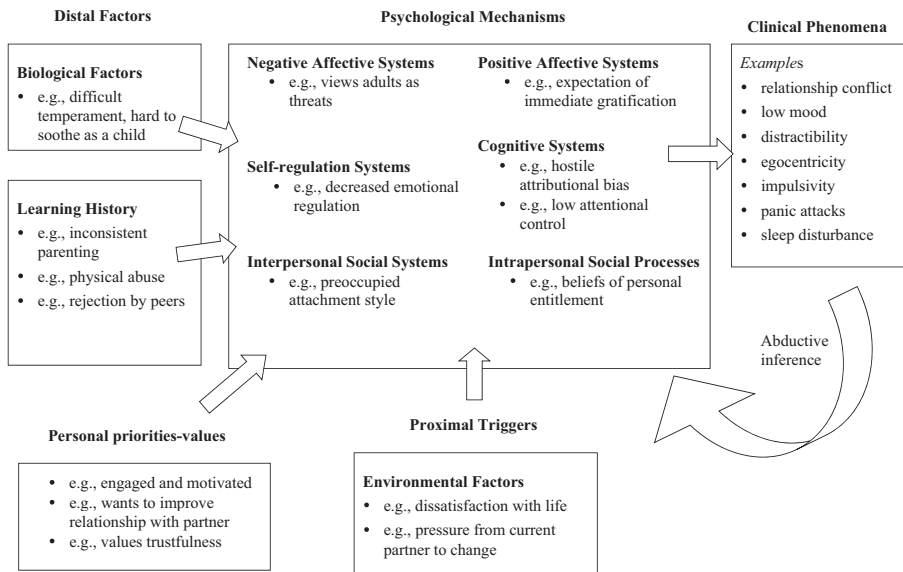 Distal Factors
Biological Factors
• e.g., difficult
temperament, hard to
soothe as a child
Learning History
• e.g., inconsistent
parenting
• e.g., physical abuse
• e.g., rejection by peers
Psychological Mechanisms
Negative Affective Systems
• e.g., views adults as
threats
Positive Affective Systems
• e.g., expectation of
immediate gratification
Self-regulation Systems
• e.g., decreased emotional
regulation
Cognitive Systems
• e.g., hostile
attributional bias
• e.g., low attentional
control
Interpersonal Social Systems
• e.g., preoccupied
attachment style
Intrapersonal Social Processes
• e.g., beliefs of personal
entitlement
Clinical Phenomena
Examples
• relationship conflict
• low mood
• distractibility
• egocentricity
• impulsivity
• panic attacks
• sleep disturbance
Abductive
inference
Personal priorities-values
• e.g., engaged and motivated
• e.g., wants to improve
relationship with partner
• e.g., values trustfulness
Proximal Triggers
Environmental Factors
• e.g., dissatisfaction with life
• e.g., pressure from current
partner to change